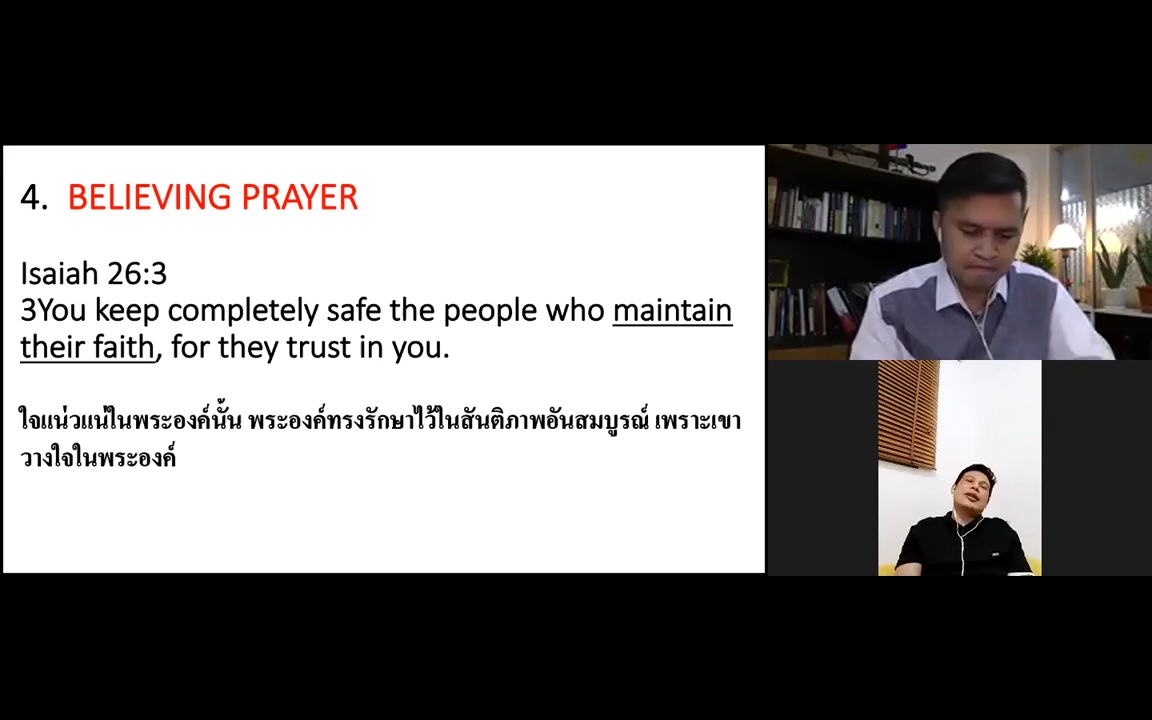 4. BELIEVING PRAYER
Isaiah 26:3
3You keep completely safe the people who maintain
their faith, for they trust in you.
ใจแน่วแน่ในพระองค์นั้น พระองค์ทรงรักษาไว้ในสันติภาพอันสมบูรณ์ เพราะเขา
วางใจในพระองค์